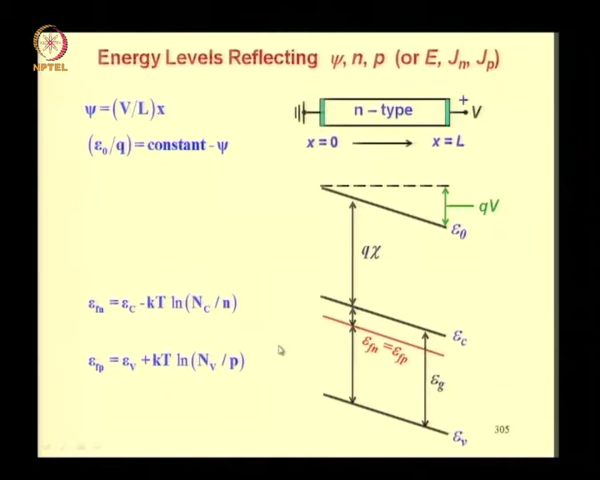 NPTEL
Energy Levels Reflecting ψ, n, p (or E, Jn, Jp)
ψ = (V/L)x
(ε0/q) = constant - ψ
n – type
+
V
x = 0
x = L
qV
ε0
qχ
εfn = εC - kT ln(NC / n)
εc
εfn = εfp
εfp = εV + kT ln(NV / p)
εg
εv
305